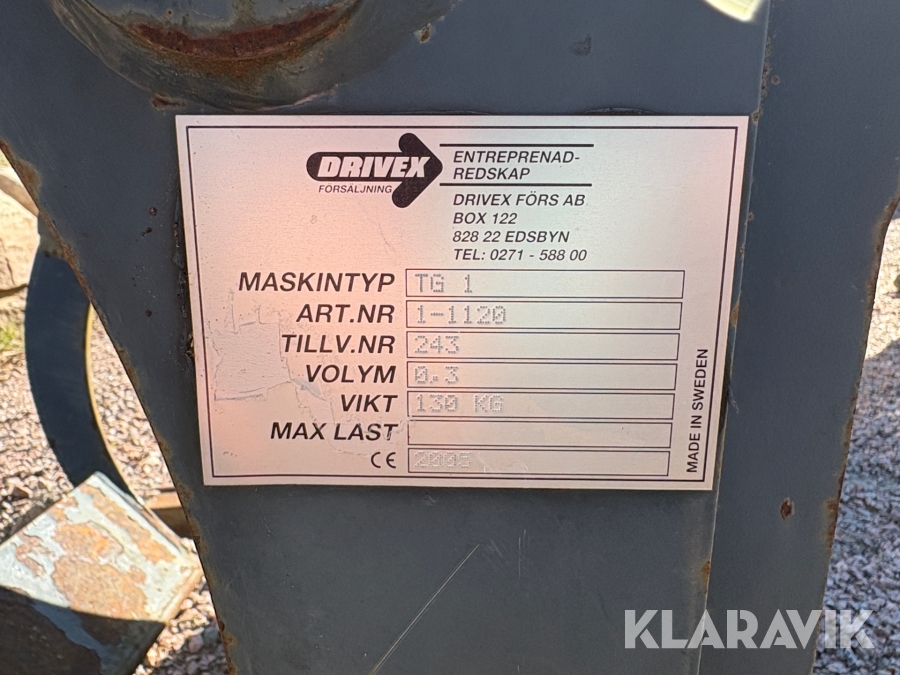 DRIVEX
FÖRSÄLJNING
ENTREPRENAD-
REDSKAP
DRIVEX FÖRS AB
BOX 122
828 22 EDSBYN
TEL: 0271 - 588 00
MASKINTYP TG 1
ART.NR 1-1120
TILLV.NR 243
VOLYM 0.3
VIKT 130 KG
MAX LAST
CE 2005
MADE IN SWEDEN
KLARAVIK